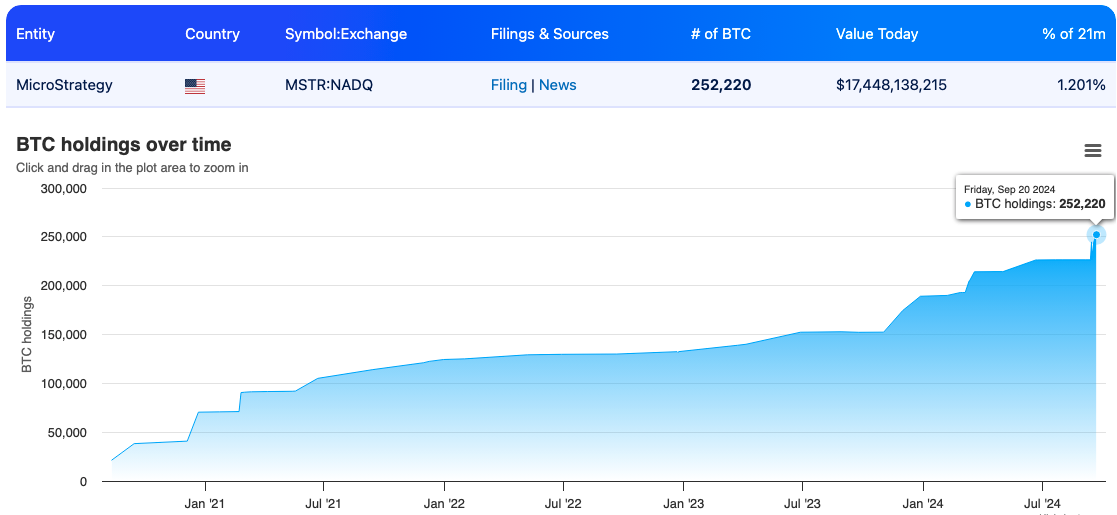 Entity Country Symbol:Exchange Filings & Sources # of BTC Value Today % of 21m
MicroStrategy MSTR:NADQ Filing | News 252,220 $17,448,138,215 1.201%
BTC holdings over time
Click and drag in the plot area to zoom in
Friday, Sep 20 2024
BTC holdings: 252,220
300,000
250,000
200,000
150,000
100,000
50,000
0
BTC holdings
Jan '21 Jul '21 Jan '22 Jul '22 Jan '23 Jul '23 Jan '24 Jul '24